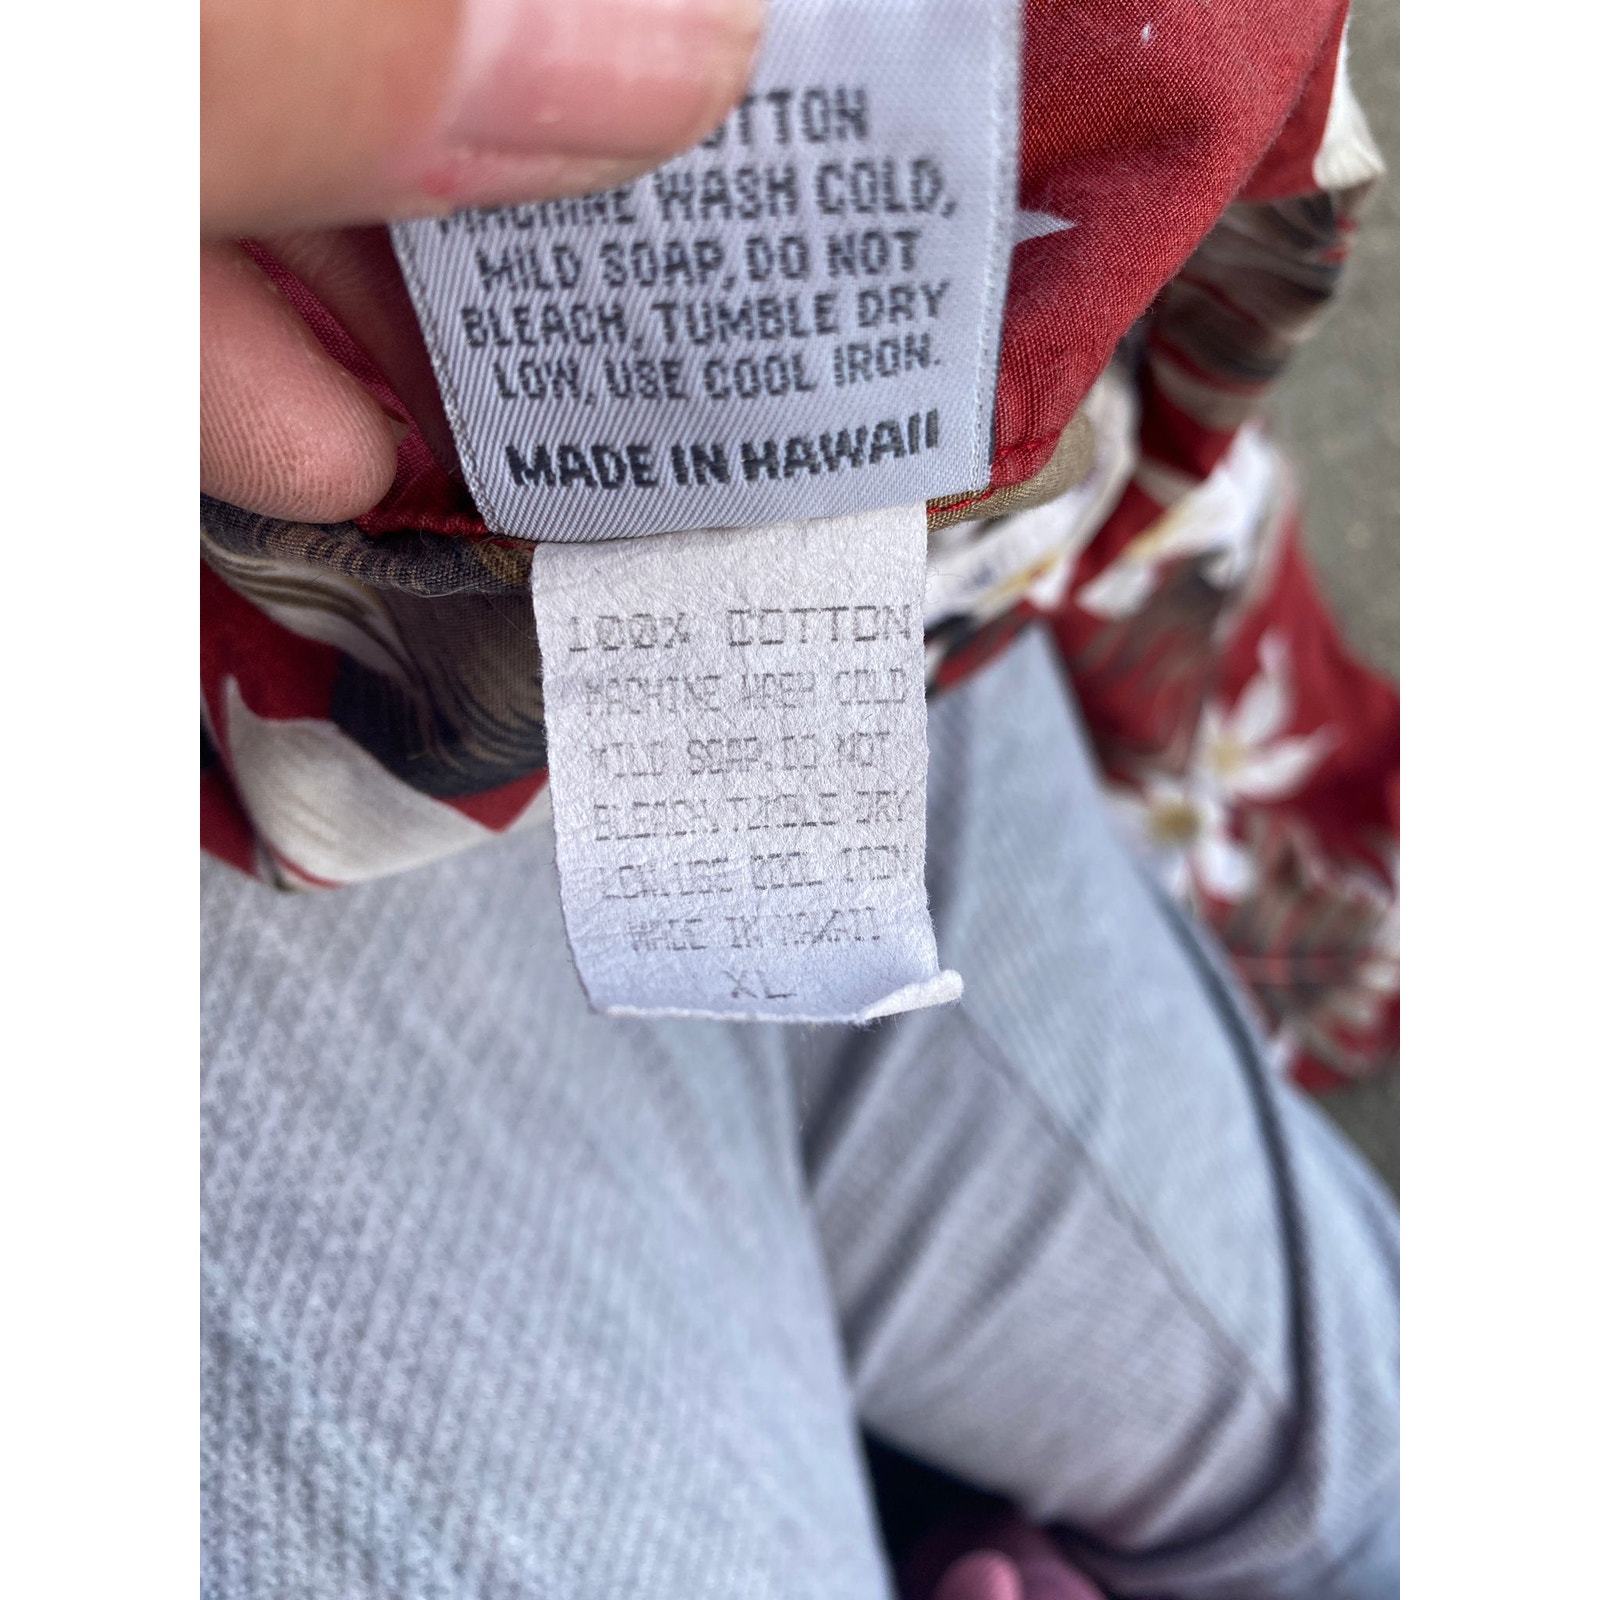 COTTON
MACHINE WASH COLD,
MILD SOAP, DO NOT
BLEACH, TUMBLE DRY
LOW, USE COOL IRON.
MADE IN HAWAII
100% COTTON
MACHINE WASH COLD
MILD SOAP, DO NOT
BLEACH, TUMBLE DRY
LOW, USE COOL IRON
MADE IN HAWAII
XL